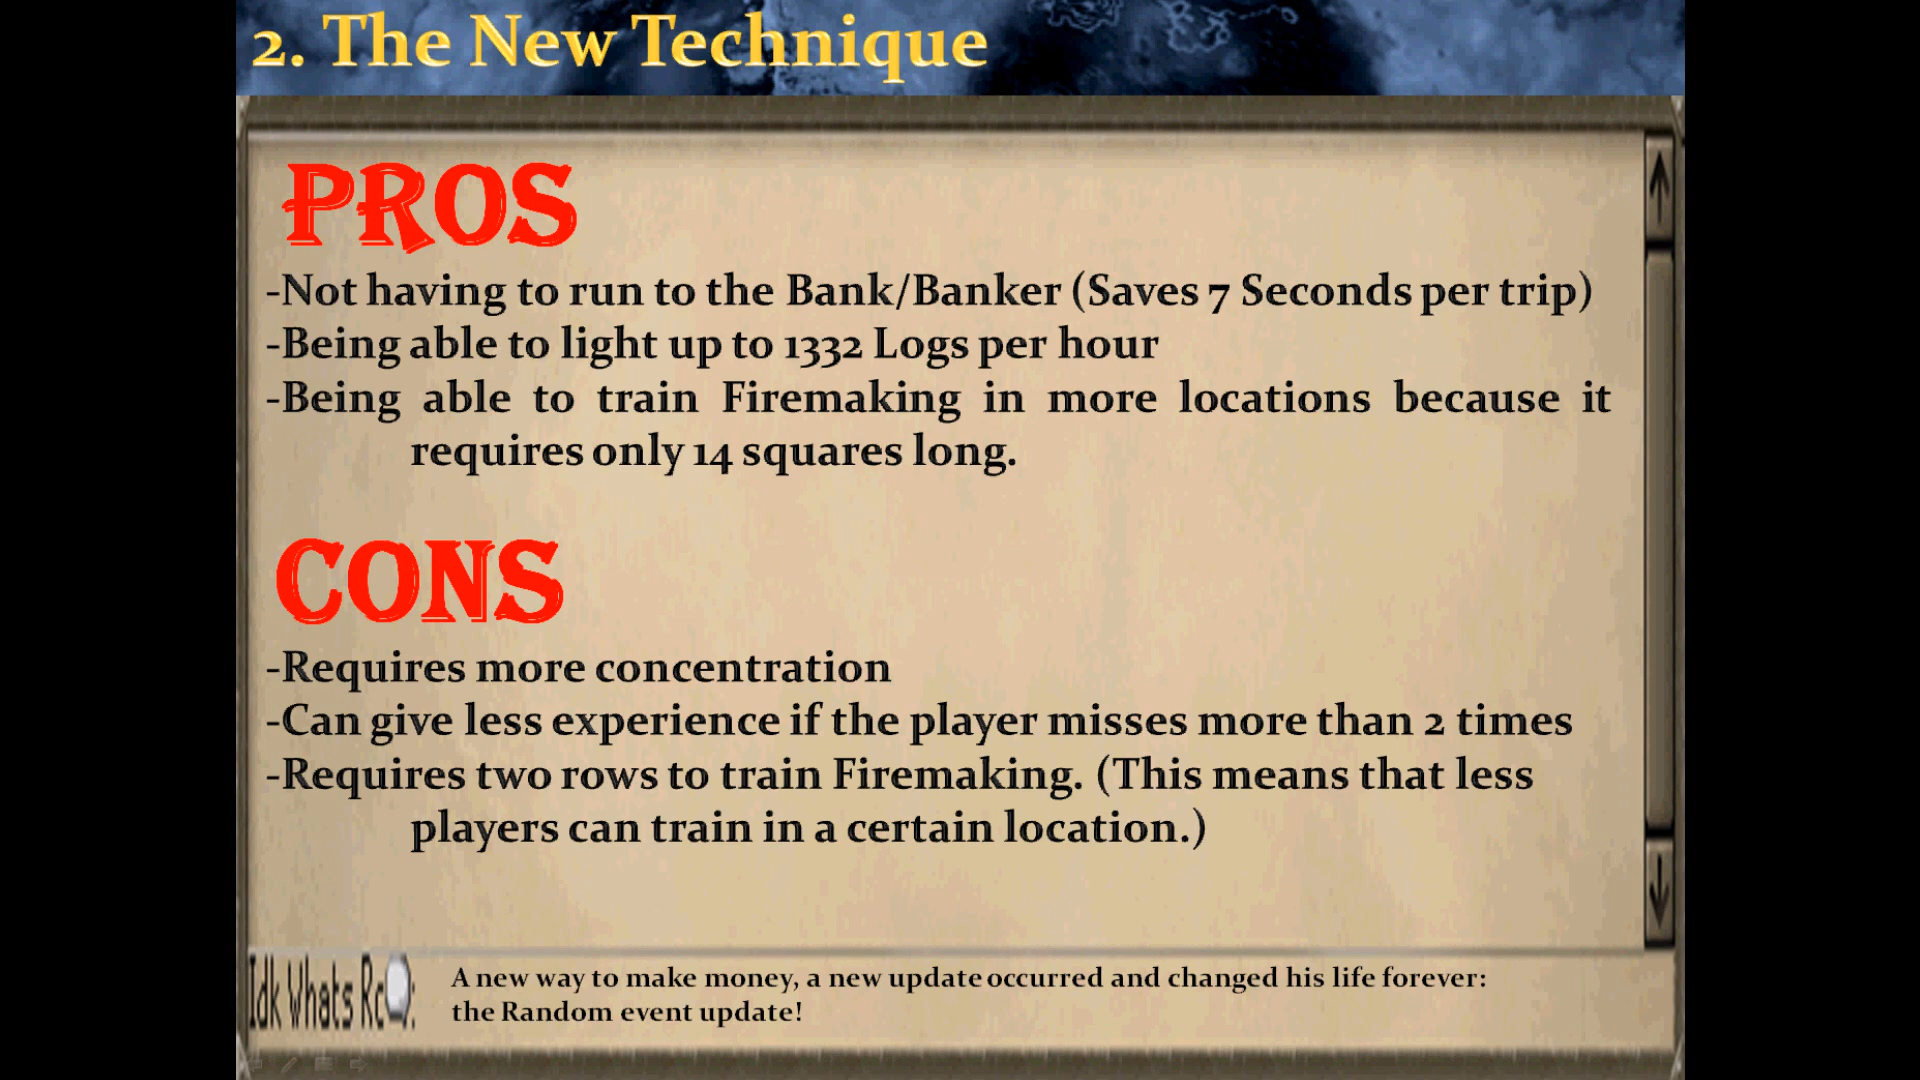 2. The New Technique
PROS
-Not having to run to the Bank/Banker (Saves 7 Seconds per trip)
-Being able to light up to 1332 Logs per hour
-Being able to train Firemaking in more locations because it
requires only 14 squares long.
CONS
-Requires more concentration
-Can give less experience if the player misses more than 2 times
-Requires two rows to train Firemaking. (This means that less
players can train in a certain location.)
Idk Whats Rc
A new way to make money, a new update occurred and changed his life forever:
the Random event update!